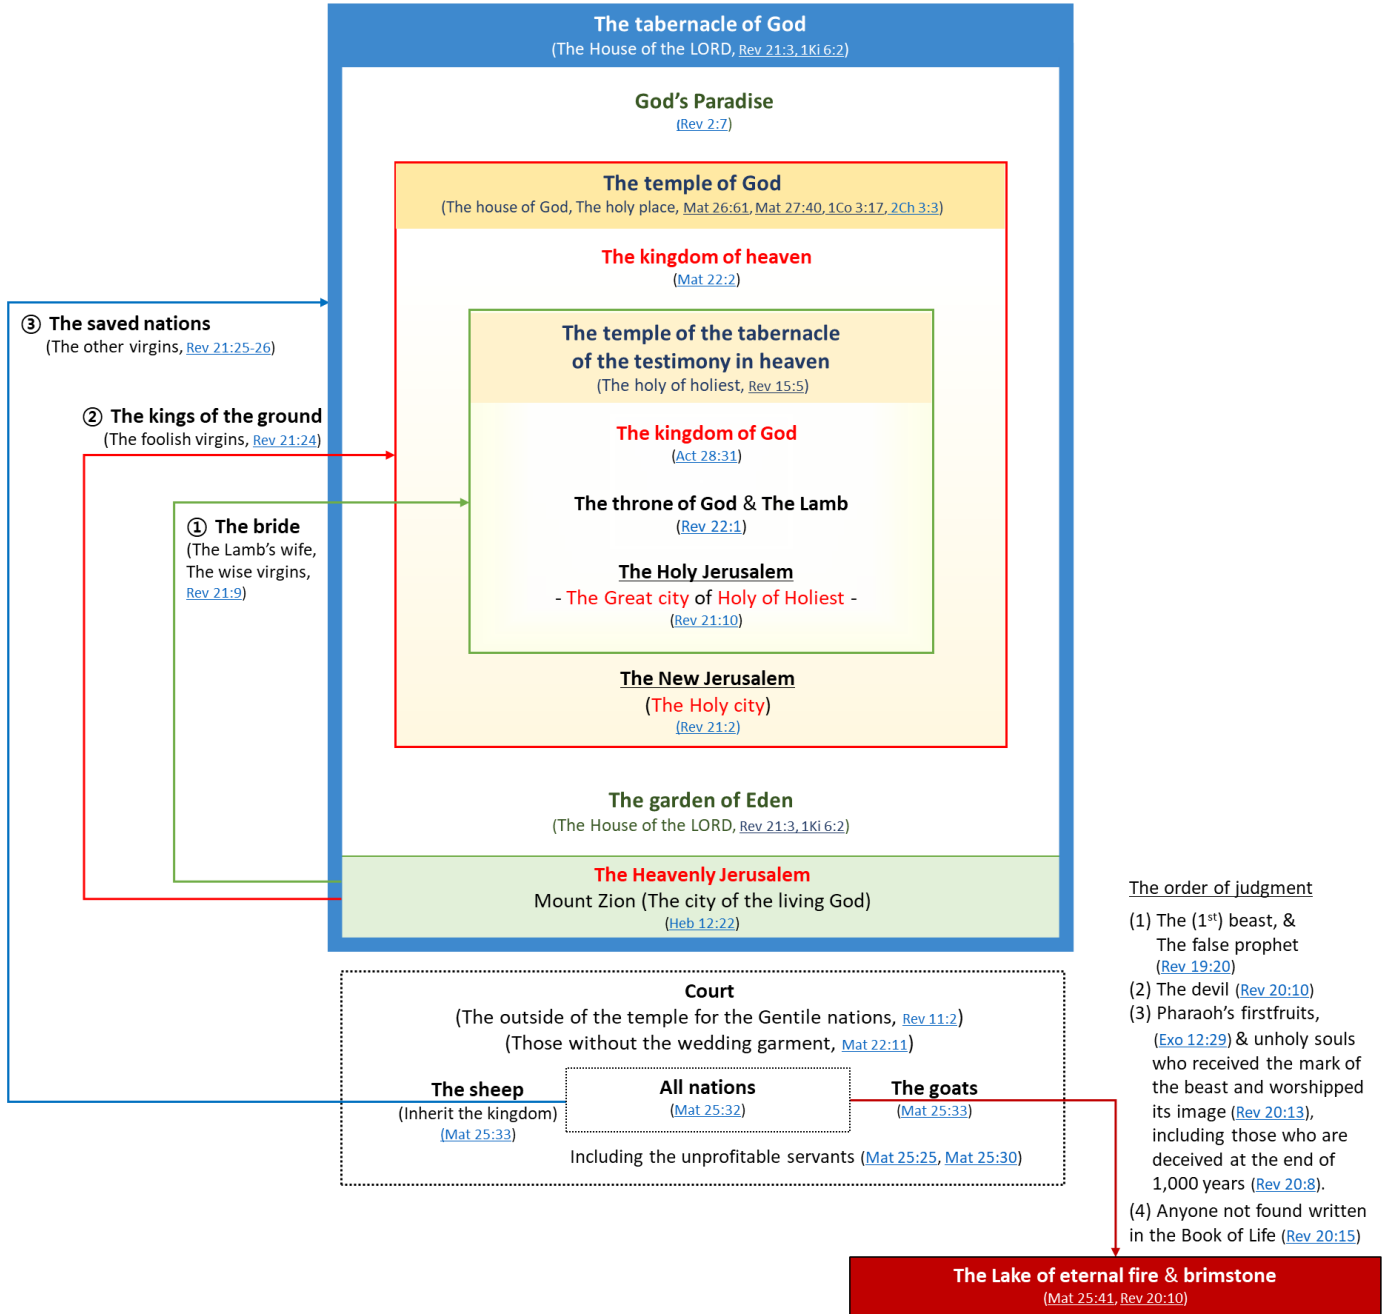 The tabernacle of God
(The House of the LORD, Rev 21:3, 1Ki 6:2)
God's Paradise
(Rev 2:7)
The temple of God
(The house of God, The holy place, Mat 26:61, Mat 27:40, 1Co 3:17, 2Ch 3:3)
The kingdom of heaven
(Mat 22:2)
The temple of the tabernacle
of the testimony in heaven
(The holy of holiest, Rev 15:5)
The kingdom of God
(Act 28:31)
The throne of God & The Lamb
(Rev 22:1)
The Holy Jerusalem
- The Great city of Holy of Holiest -
(Rev 21:10)
The New Jerusalem
(The Holy city)
(Rev 21:2)
The garden of Eden
(The House of the LORD, Rev 21:3, 1Ki 6:2)
The Heavenly Jerusalem
Mount Zion (The city of the living God)
(Heb 12:22)
③ The saved nations
(The other virgins, Rev 21:25-26)
② The kings of the ground
(The foolish virgins, Rev 21:24)
① The bride
(The Lamb's wife,
The wise virgins,
Rev 21:9)
Court
(The outside of the temple for the Gentile nations, Rev 11:2)
(Those without the wedding garment, Mat 22:11)
The sheep
(Inherit the kingdom)
(Mat 25:33)
All nations
(Mat 25:32)
The goats
(Mat 25:33)
Including the unprofitable servants (Mat 25:25, Mat 25:30)
The order of judgment
(1) The (1st) beast, &
The false prophet
(Rev 19:20)
(2) The devil (Rev 20:10)
(3) Pharaoh's firstfruits,
(Exo 12:29) & unholy souls
who received the mark of
the beast and worshipped
its image (Rev 20:13),
including those who are
deceived at the end of
1,000 years (Rev 20:8).
(4) Anyone not found written
in the Book of Life (Rev 20:15)
The Lake of eternal fire & brimstone
(Mat 25:41, Rev 20:10)